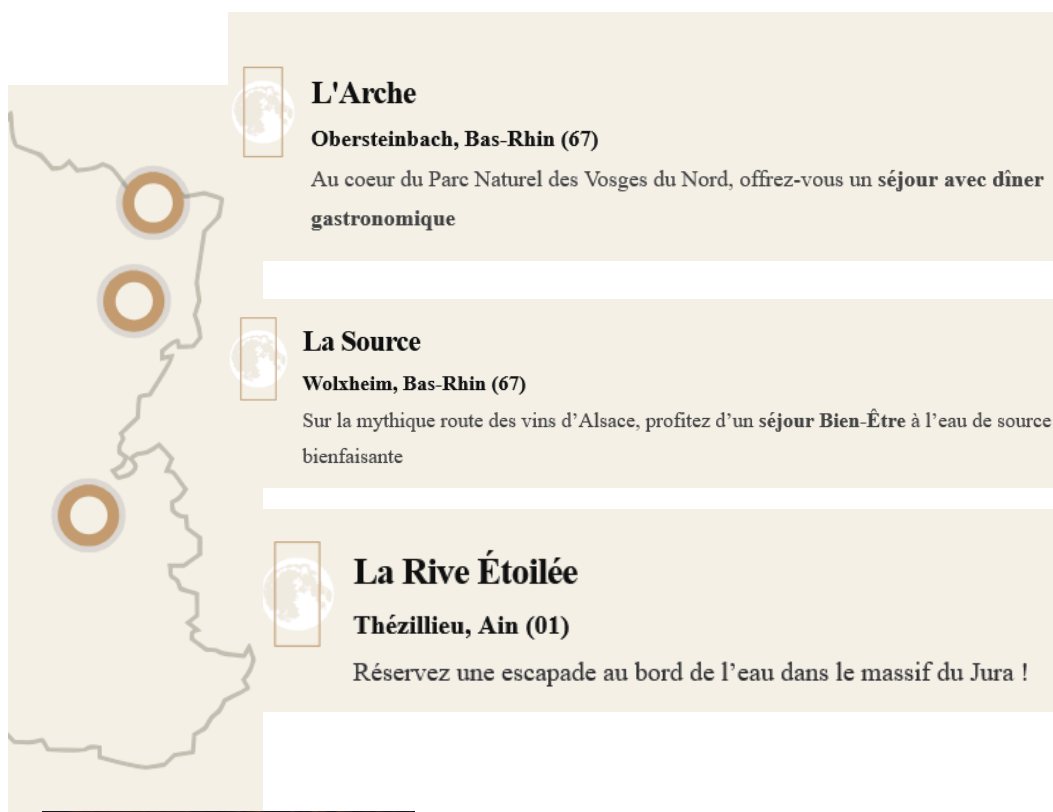 L'Arche
Obersteinbach, Bas-Rhin (67)
Au coeur du Parc Naturel des Vosges du Nord, offrez-vous un séjour avec dîner
gastronomique
La Source
Wolxheim, Bas-Rhin (67)
Sur la mythique route des vins d’Alsace, profitez d’un séjour Bien-Être à l’eau de source
bienfaisante
La Rive Étoilée
Thézillieu, Ain (01)
Réservez une escapade au bord de l’eau dans le massif du Jura !